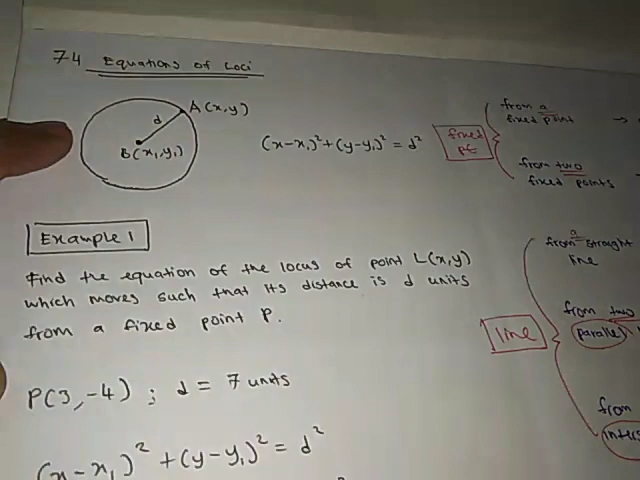 7.4 Equations of Loci
A(x,y)
d
B(x₁,y₁)
(x-x₁)²+(y-y₁)² = d²
fixed
pt
from a
fixed point →
from two
fixed points
Example 1
Find the equation of the locus of point L(x,y)
which moves such that its distance is d units
from a fixed point P.
P(3,-4) ; d = 7 units
(x-x₁)² + (y-y₁)² = d²
line
from a straight
line
from two
parallel
from